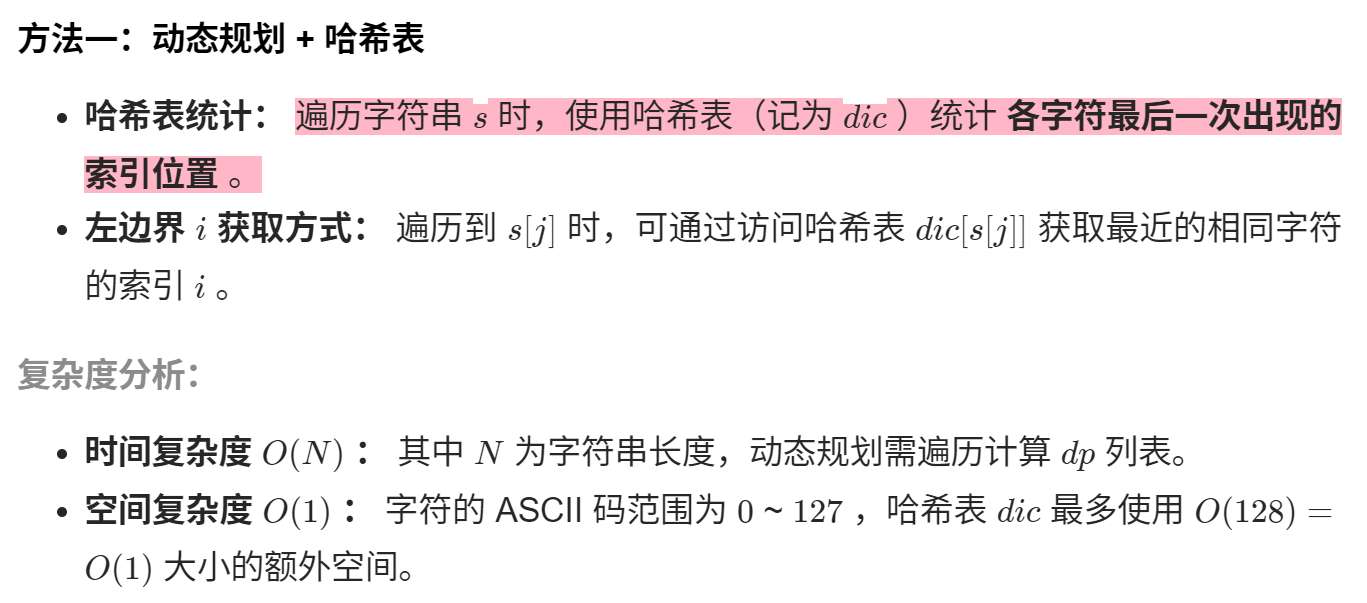 方法一：动态规划 + 哈希表
• 哈希表统计： 遍历字符串 s 时，使用哈希表（记为 dic ）统计 各字符最后一次出现的
索引位置 。
• 左边界 i 获取方式： 遍历到 s[j] 时，可通过访问哈希表 dic[s[j]] 获取最近的相同字符
的索引 i 。
复杂度分析：
• 时间复杂度 O(N) ： 其中 N 为字符串长度，动态规划需遍历计算 dp 列表。
• 空间复杂度 O(1) ： 字符的 ASCII 码范围为 0 ~ 127 ，哈希表 dic 最多使用 O(128) =
O(1) 大小的额外空间。